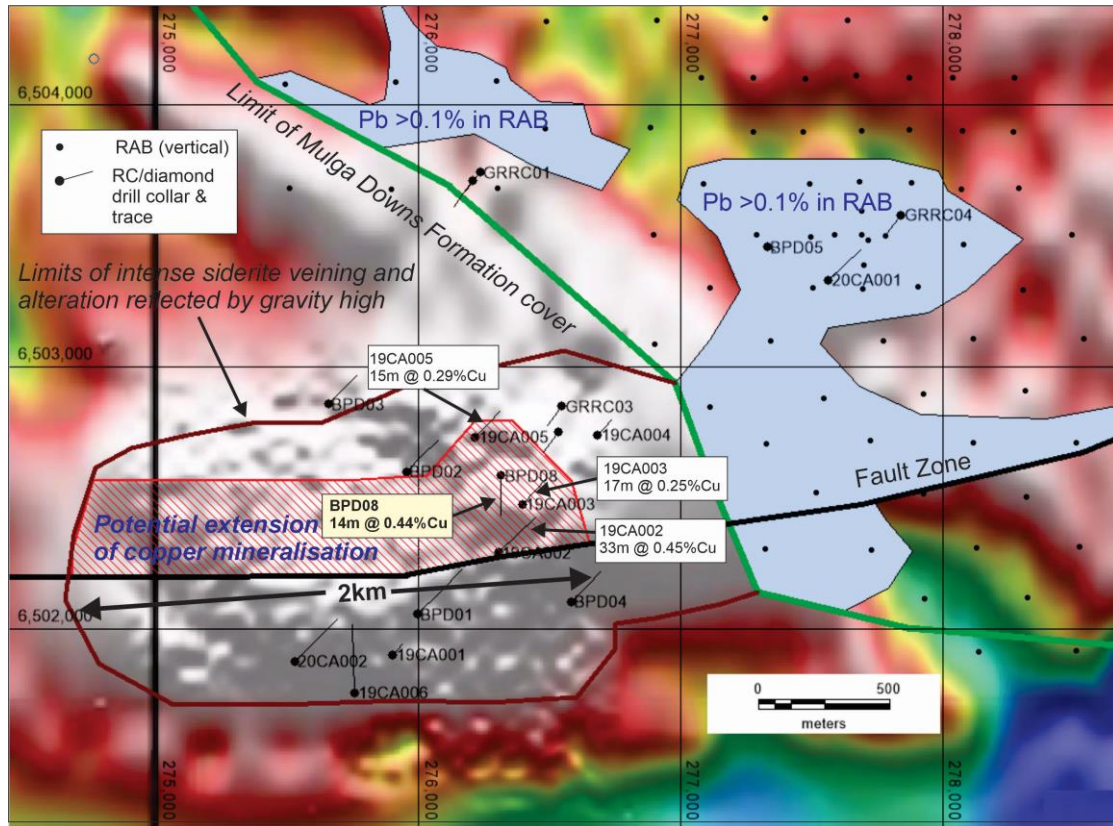 275,000
276,000
277,000
278,000
6,504,000
RAB (vertical)
RC/diamond
drill collar &
trace
Limit of Mulga Downs Formation cover
Pb >0.1% in RAB
GRRC01
Pb >0.1% in RAB
GRRC04
BPD05
20CA001
Limits of intense siderite veining and
alteration reflected by gravity high
6,503,000
19CA005
15m @ 0.29%Cu
BPD03
GRRC03
19CA005
19CA004
BPD02
BPD08
19CA003
17m @ 0.25%Cu
BPD08
14m @ 0.44%Cu
19CA003
Fault Zone
Potential extension
of copper mineralisation
19CA002
33m @ 0.45%Cu
19CA002
2km
BPD01
BPD04
6,502,000
20CA002
19CA001
19CA006
0
500
meters
275,000
276,000
277,000
278,000